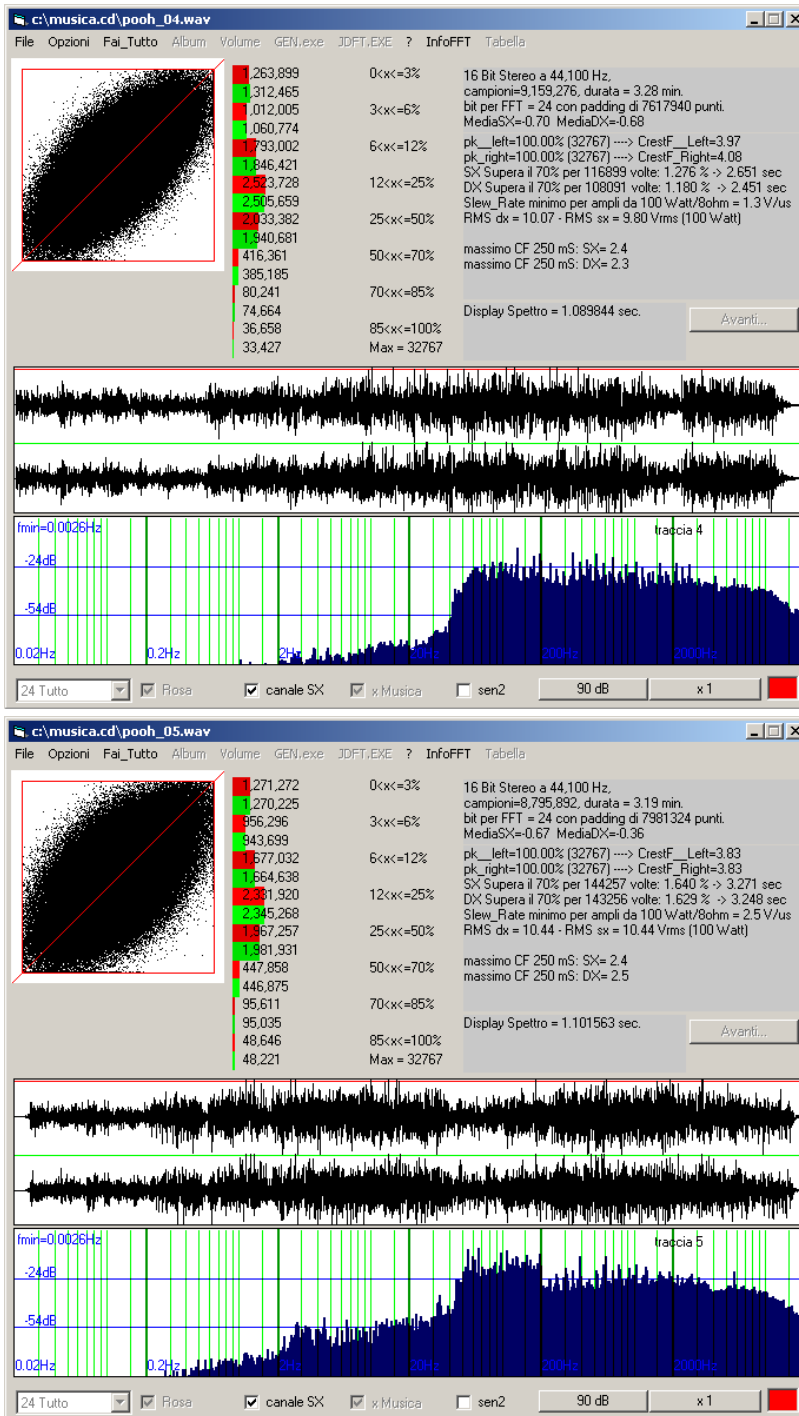 c:\musica.cd\pooh_04.wav
File Opzioni Fai_Tutto Album Volume GEN.exe JDFT.EXE ? InfoFFT Tabella
1,263,899 0<x<=3%
1,312,465
1,012,005 3<x<=6%
1,060,774
1,793,002 6<x<=12%
1,846,421
2,523,728 12<x<=25%
2,505,659
2,033,382 25<x<=50%
1,940,681
416,361 50<x<=70%
385,185
80,241 70<x<=85%
74,664
36,658 85<x<=100%
33,427 Max = 32767
16 Bit Stereo a 44,100 Hz,
campioni=9,159,276, durata = 3.28 min.
bit per FFT = 24 con padding di 7617940 punti.
MediaSX=-0.70 MediaDX=-0.68
pk__left=100.00% (32767) ----> CrestF__Left=3.97
pk_right=100.00% (32767) ----> CrestF_Right=4.08
SX Supera il 70% per 116899 volte: 1.276 % -> 2.651 sec
DX Supera il 70% per 108091 volte: 1.180 % -> 2.451 sec
Slew_Rate minimo per ampli da 100 Watt/8ohm = 1.3 V/us
RMS dx = 10.07 - RMS sx = 9.80 Vrms (100 Watt)
massimo CF 250 mS: SX= 2.4
massimo CF 250 mS: DX= 2.3
Display Spettro = 1.089844 sec.
Avanti...
fmin=0.0026Hz traccia 4
-24dB
-54dB
0.02Hz 0.2Hz 2Hz 20Hz 200Hz 2000Hz
24 Tutto Rosa canale SX x Musica sen2 90 dB x 1
c:\musica.cd\pooh_05.wav
File Opzioni Fai_Tutto Album Volume GEN.exe JDFT.EXE ? InfoFFT Tabella
1,271,272 0<x<=3%
1,270,225
956,296 3<x<=6%
943,699
1,677,032 6<x<=12%
1,664,638
2,331,920 12<x<=25%
2,345,268
1,967,257 25<x<=50%
1,981,931
447,858 50<x<=70%
446,875
95,611 70<x<=85%
95,035
48,646 85<x<=100%
48,221 Max = 32767
16 Bit Stereo a 44,100 Hz,
campioni=8,795,892, durata = 3.19 min.
bit per FFT = 24 con padding di 7981324 punti.
MediaSX=-0.67 MediaDX=-0.36
pk__left=100.00% (32767) ----> CrestF__Left=3.83
pk_right=100.00% (32767) ----> CrestF_Right=3.83
SX Supera il 70% per 144257 volte: 1.640 % -> 3.271 sec
DX Supera il 70% per 143256 volte: 1.629 % -> 3.248 sec
Slew_Rate minimo per ampli da 100 Watt/8ohm = 2.5 V/us
RMS dx = 10.44 - RMS sx = 10.44 Vrms (100 Watt)
massimo CF 250 mS: SX= 2.4
massimo CF 250 mS: DX= 2.5
Display Spettro = 1.101563 sec.
Avanti...
fmin=0.0026Hz traccia 5
-24dB
-54dB
0.02Hz 0.2Hz 2Hz 20Hz 200Hz 2000Hz
24 Tutto Rosa canale SX x Musica sen2 90 dB x 1